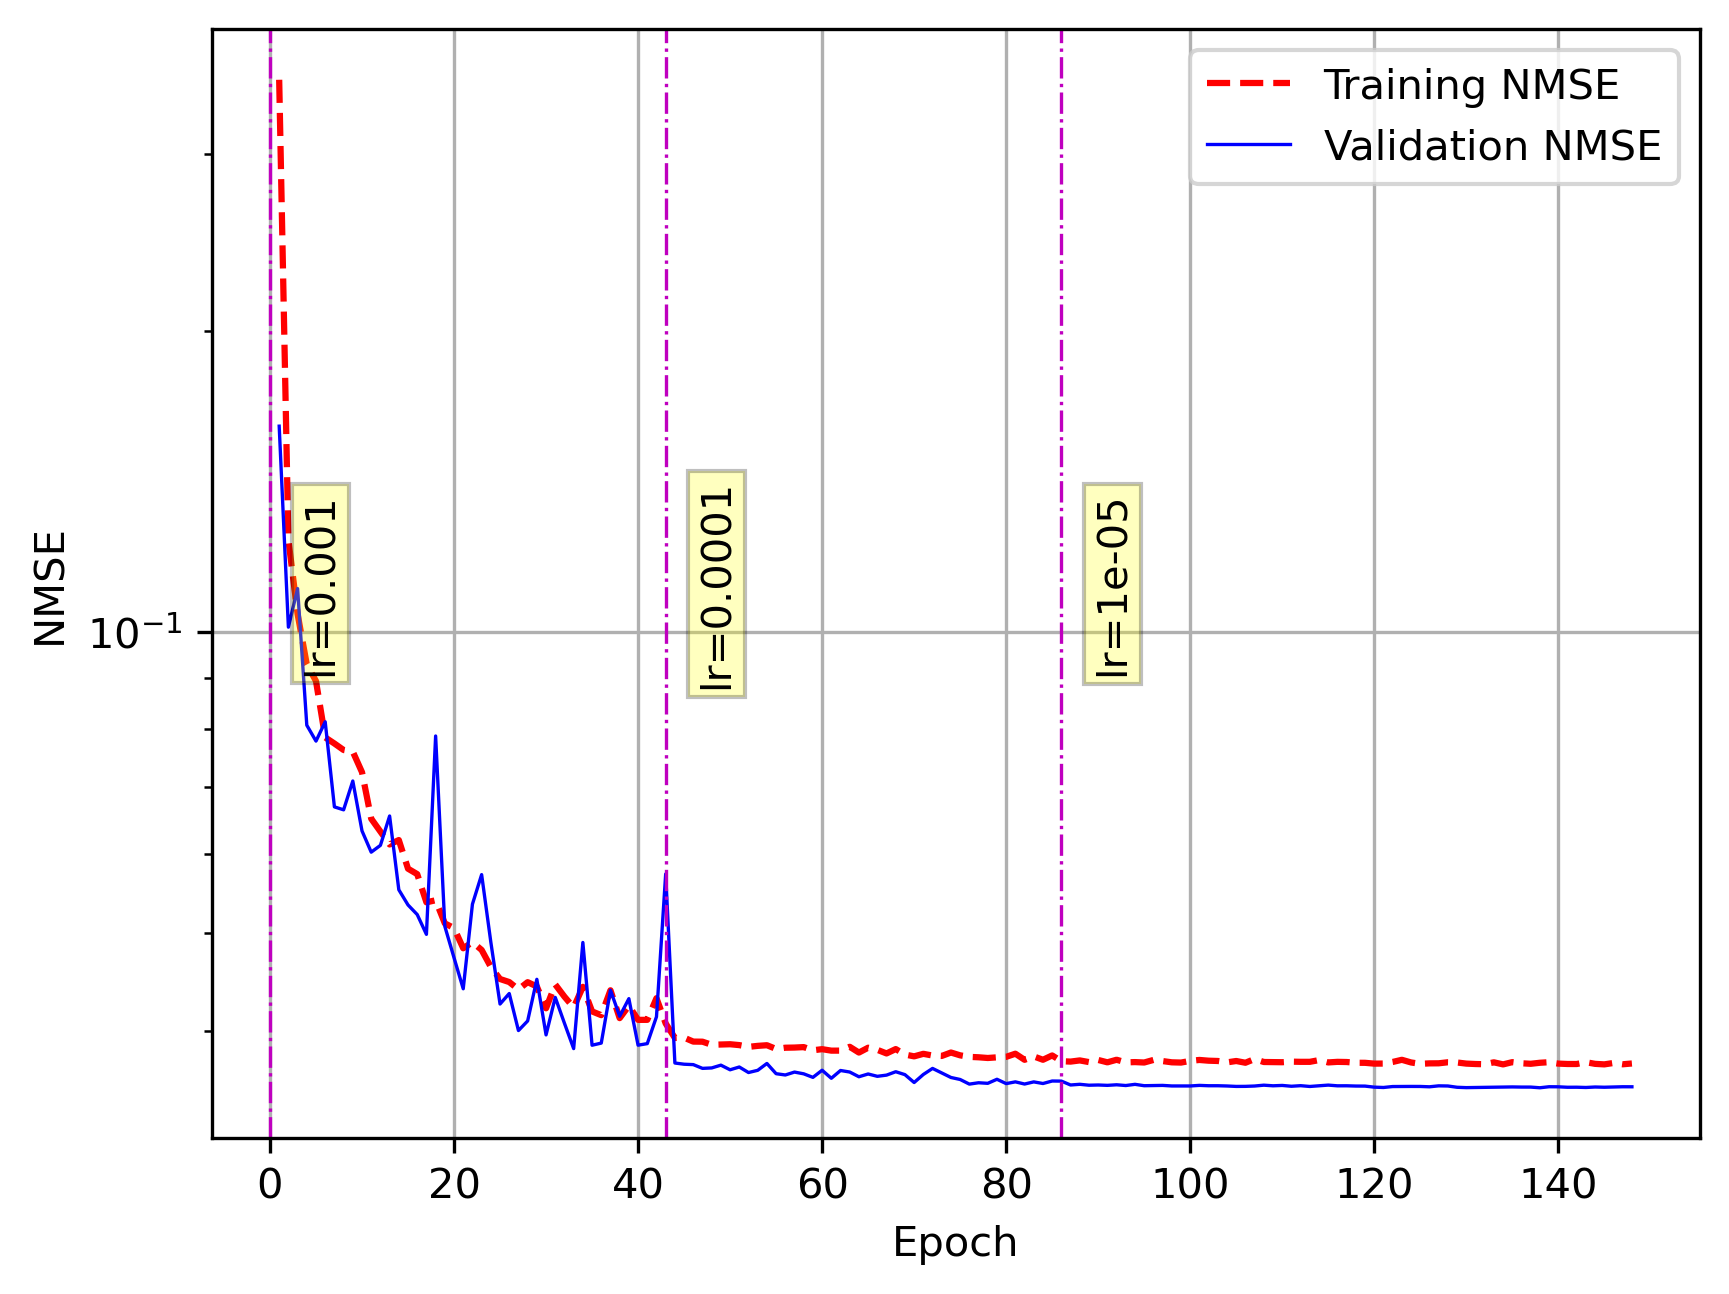 Training NMSE
Validation NMSE
NMSE
10⁻¹
lr=0.001
lr=0.0001
lr=1e-05
0 20 40 60 80 100 120 140
Epoch